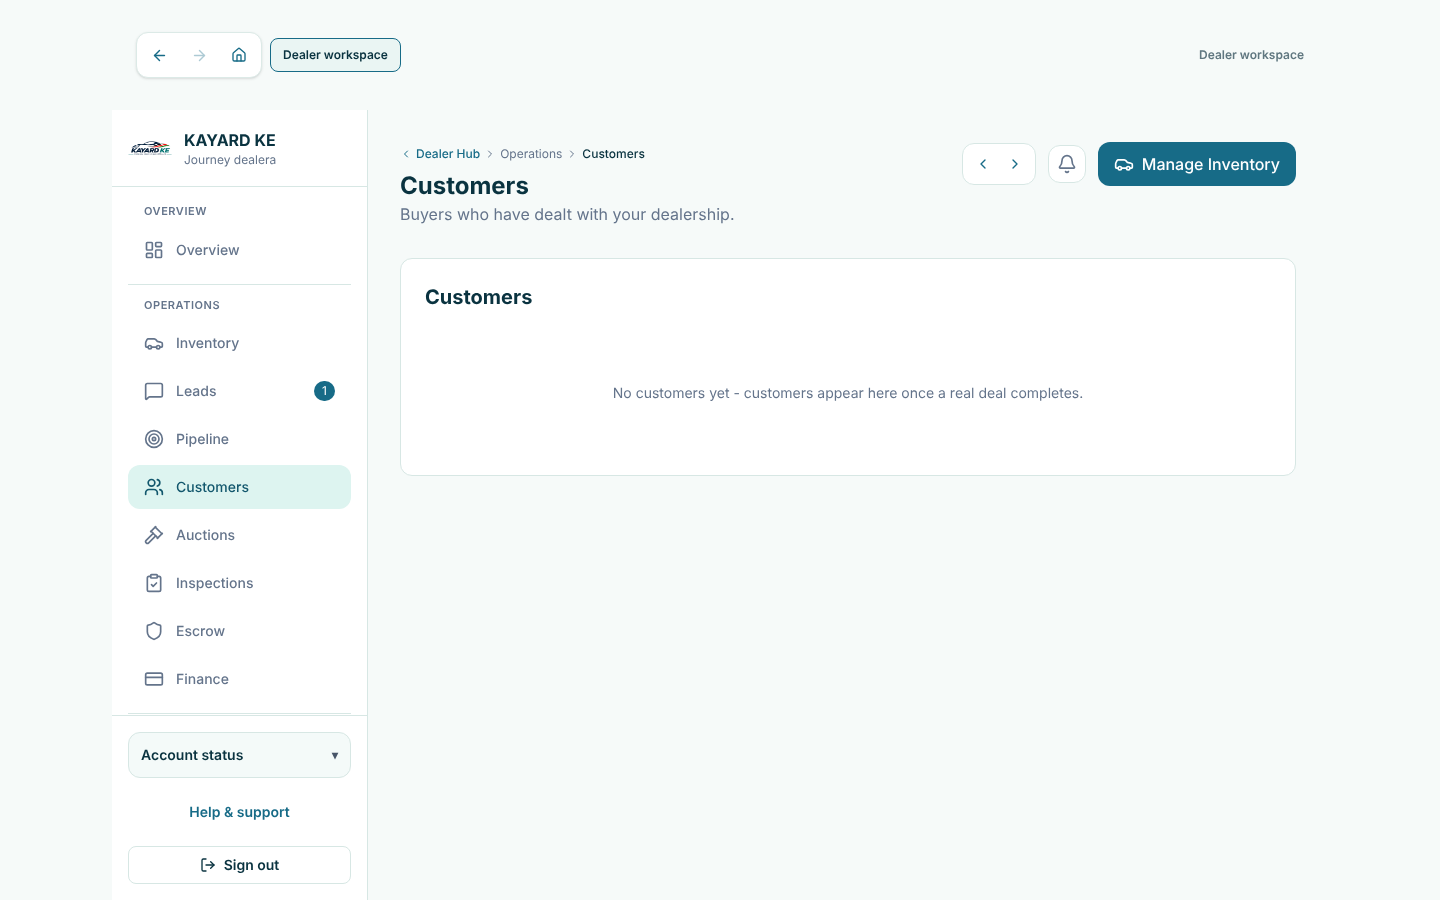 Dealer workspace
Dealer workspace
KAYARD KE
KAYARD KE
Journey dealera
OVERVIEW
Overview
OPERATIONS
Inventory
Leads
1
Pipeline
Customers
Auctions
Inspections
Escrow
Finance
Account status
Help & support
Sign out
Dealer Hub
Operations
Customers
Manage Inventory
Customers
Buyers who have dealt with your dealership.
Customers
No customers yet - customers appear here once a real deal completes.